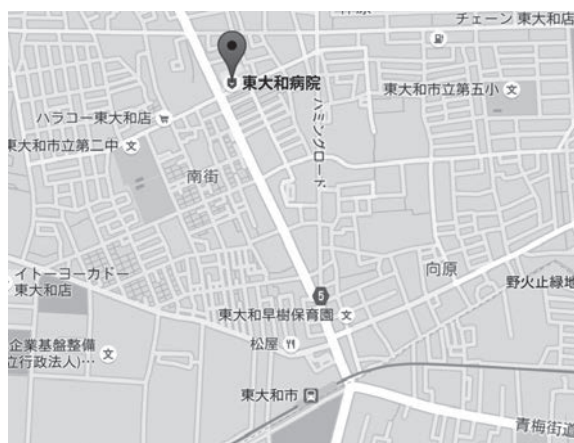 チェーン 東大和店
東大和病院
東大和市立第五小
ハラコー東大和店
東大和市立第二中
ハミングロード
南街
イトーヨーカドー
東大和店
向原
野火止緑地
5
東大和早樹保育園
企業基盤整備
立行政法人)…
松屋
東大和市
青梅街道